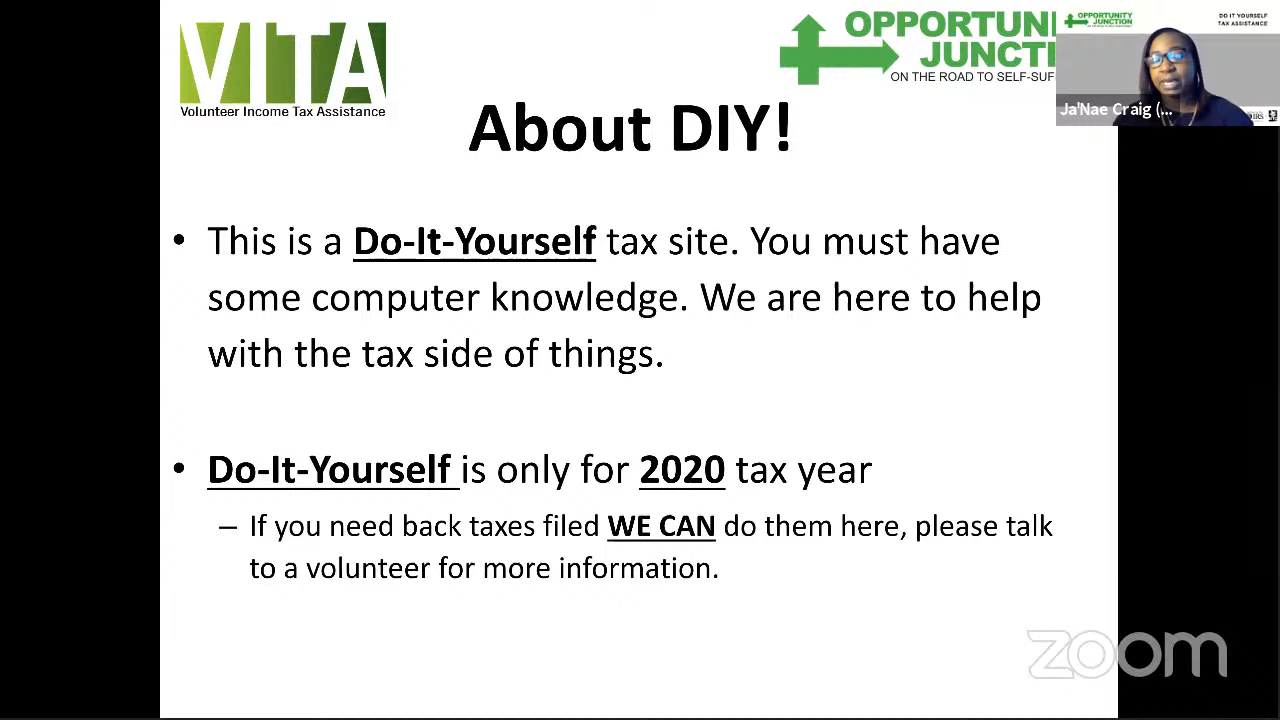 VITA
Volunteer Income Tax Assistance
OPPORTUNI
JUNCT
ON THE ROAD TO SELF-SUF
OPPORTUNITY
JUNCTION
DO IT YOURSELF
TAX ASSISTANCE
Ja'Nae Craig (...
IRS
About DIY!
• This is a Do-It-Yourself tax site. You must have
some computer knowledge. We are here to help
with the tax side of things.
• Do-It-Yourself is only for 2020 tax year
– If you need back taxes filed WE CAN do them here, please talk
to a volunteer for more information.
zoom